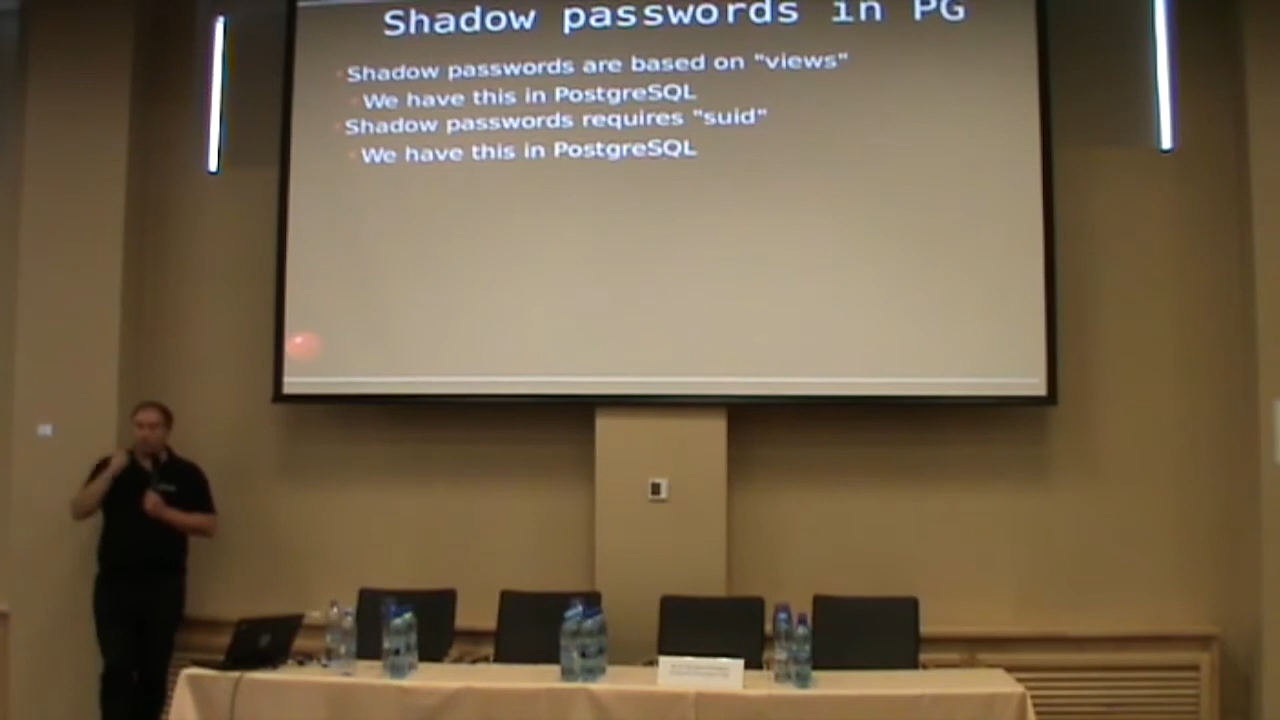 Shadow passwords in PG
Shadow passwords are based on "views"
We have this in PostgreSQL
Shadow passwords requires "suid"
We have this in PostgreSQL